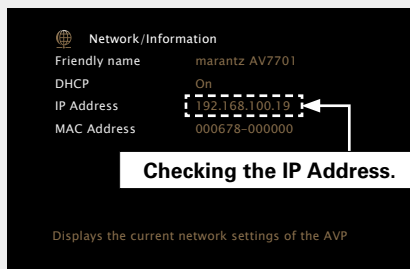 Network/Information
Friendly name marantz AV7701
DHCP On
IP Address 192.168.100.19
MAC Address 000678-000000
Checking the IP Address.
Displays the current network settings of the AVP